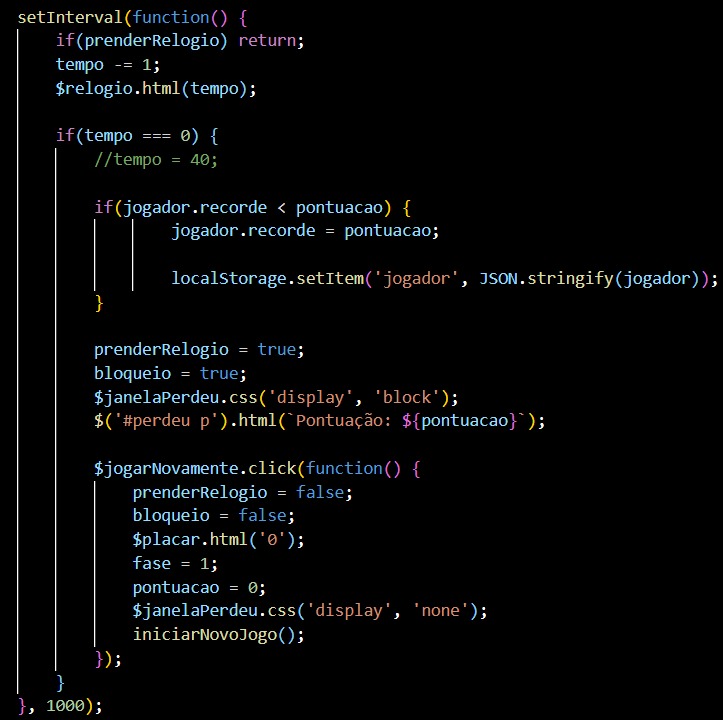 setInterval(function() {
    if(prenderRelogio) return;
    tempo -= 1;
    $relogio.html(tempo);
    if(tempo === 0) {
        //tempo = 40;
        if(jogador.recorde < pontuacao) {
                jogador.recorde = pontuacao;
                localStorage.setItem('jogador', JSON.stringify(jogador));
        }
        prenderRelogio = true;
        bloqueio = true;
        $janelaPerdeu.css('display', 'block');
        $('#perdeu p').html(`Pontuação: ${pontuacao}`);
        $jogarNovamente.click(function() {
            prenderRelogio = false;
            bloqueio = false;
            $placar.html('0');
            fase = 1;
            pontuacao = 0;
            $janelaPerdeu.css('display', 'none');
            iniciarNovoJogo();
        });
    }
}, 1000);